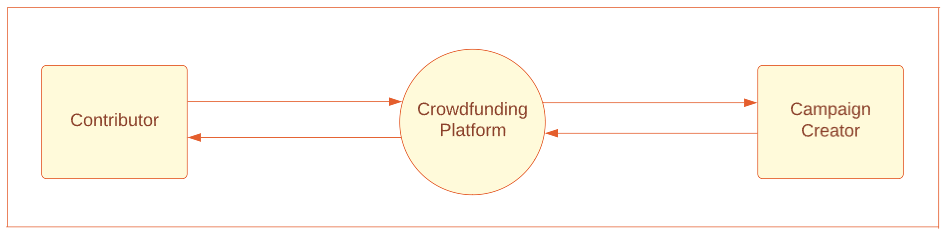 Contributor
Crowdfunding
Platform
Campaign
Creator